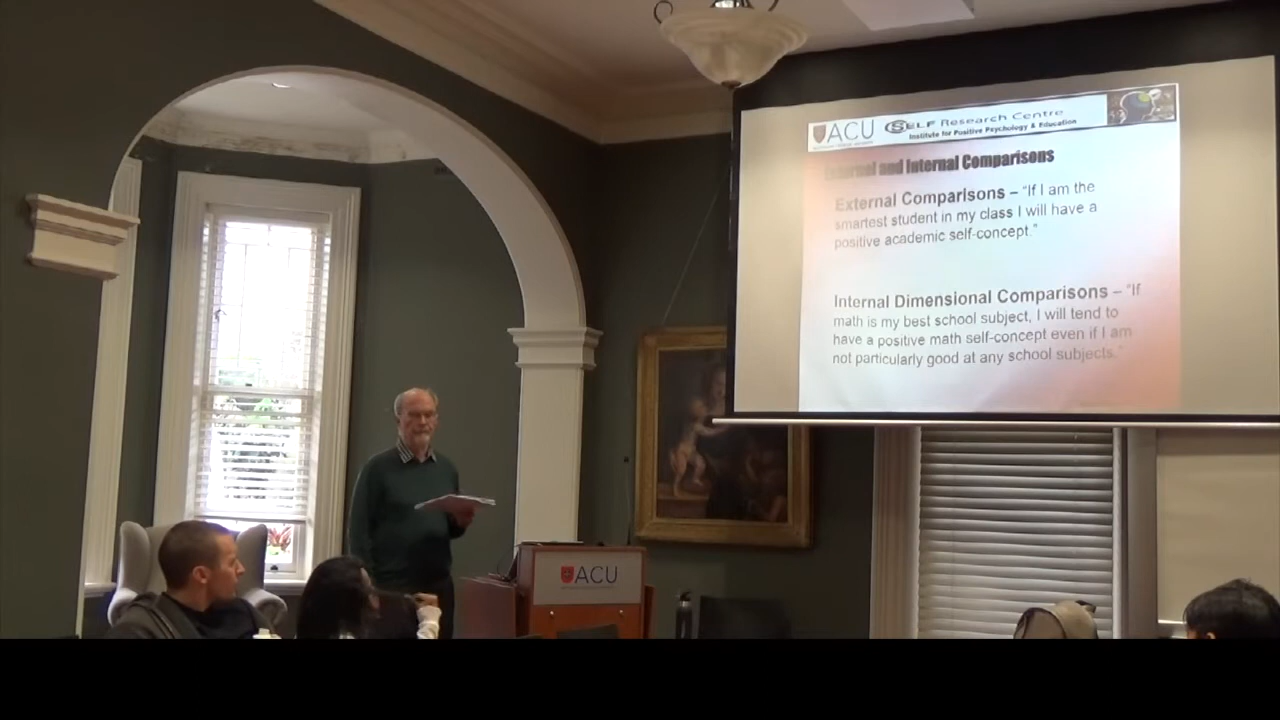 ACU
SELF Research Centre
Institute for Positive Psychology & Education
and Internal Comparisons
External Comparisons – “If I am the
smartest student in my class I will have a
positive academic self-concept.”
Internal Dimensional Comparisons – “If
math is my best school subject, I will tend to
have a positive math self-concept even if I am
not particularly good at any school subjects.”
ACU